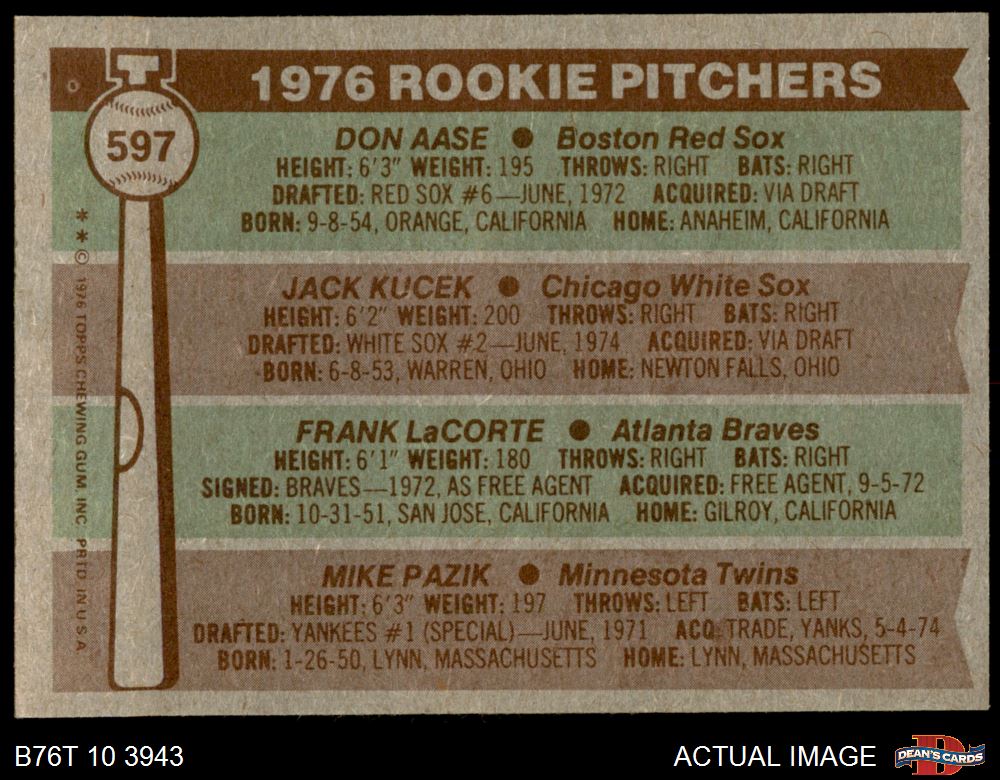 1976 ROOKIE PITCHERS
597
DON AASE ● Boston Red Sox
HEIGHT: 6'3" WEIGHT: 195 THROWS: RIGHT BATS: RIGHT
DRAFTED: RED SOX #6—JUNE, 1972 ACQUIRED: VIA DRAFT
BORN: 9-8-54, ORANGE, CALIFORNIA HOME: ANAHEIM, CALIFORNIA
JACK KUCEK ● Chicago White Sox
HEIGHT: 6'2" WEIGHT: 200 THROWS: RIGHT BATS: RIGHT
DRAFTED: WHITE SOX #2—JUNE, 1974 ACQUIRED: VIA DRAFT
BORN: 6-8-53, WARREN, OHIO HOME: NEWTON FALLS, OHIO
FRANK LaCORTE ● Atlanta Braves
HEIGHT: 6'1" WEIGHT: 180 THROWS: RIGHT BATS: RIGHT
SIGNED: BRAVES—1972, AS FREE AGENT ACQUIRED: FREE AGENT, 9-5-72
BORN: 10-31-51, SAN JOSE, CALIFORNIA HOME: GILROY, CALIFORNIA
MIKE PAZIK ● Minnesota Twins
HEIGHT: 6'3" WEIGHT: 197 THROWS: LEFT BATS: LEFT
DRAFTED: YANKEES #1 (SPECIAL)—JUNE, 1971 ACQ: TRADE, YANKS, 5-4-74
BORN: 1-26-50, LYNN, MASSACHUSETTS HOME: LYNN, MASSACHUSETTS
** © 1976 TOPPS CHEWING GUM, INC. PRTD. IN U.S.A.
B76T 10 3943
ACTUAL IMAGE
DEAN'S CARDS